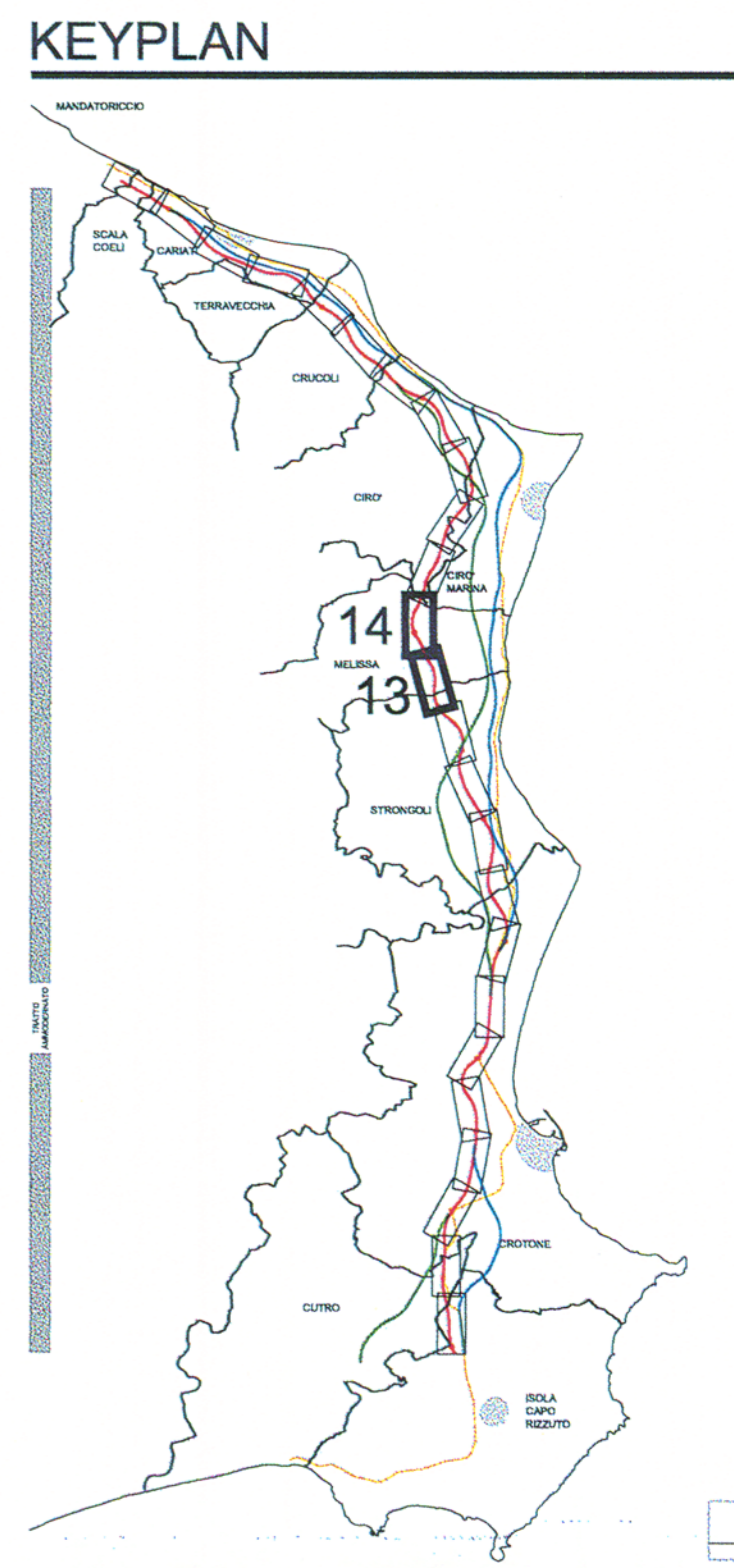 KEYPLAN
MANDATORICCIO
SCALA
COELI
CARIATI
TERRAVECCHIA
CRUCOLI
CIRO'
CIRO'
MARINA
14
MELISSA
13
STRONGOLI
TRATTO
AMMODERNATO
CROTONE
CUTRO
ISOLA
CAPO
RIZZUTO